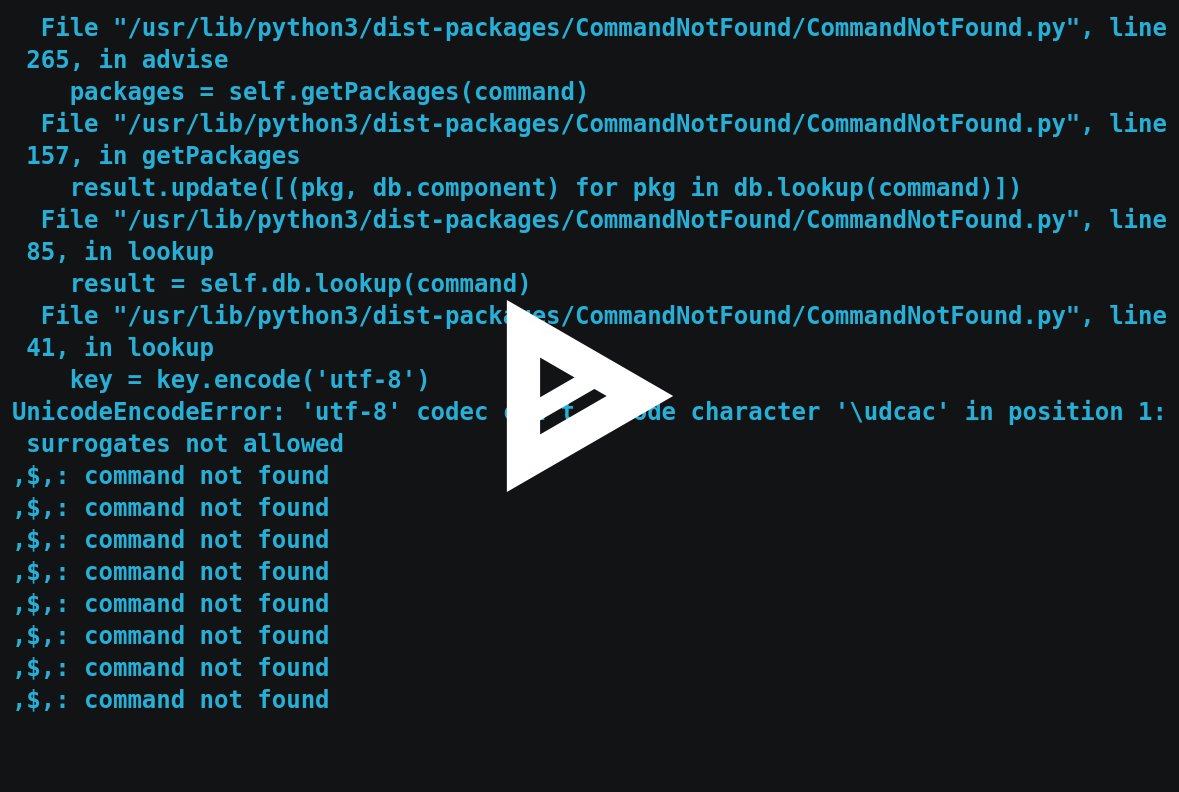 File "/usr/lib/python3/dist-packages/CommandNotFound/CommandNotFound.py", line
265, in advise
packages = self.getPackages(command)
File "/usr/lib/python3/dist-packages/CommandNotFound/CommandNotFound.py", line
157, in getPackages
result.update([(pkg, db.component) for pkg in db.lookup(command)])
File "/usr/lib/python3/dist-packages/CommandNotFound/CommandNotFound.py", line
85, in lookup
result = self.db.lookup(command)
File "/usr/lib/python3/dist-packages/CommandNotFound/CommandNotFound.py", line
41, in lookup
key = key.encode('utf-8')
UnicodeEncodeError: 'utf-8' codec character '\udcac' in position 1:
surrogates not allowed
,$,: command not found
,$,: command not found
,$,: command not found
,$,: command not found
,$,: command not found
,$,: command not found
,$,: command not found
,$,: command not found